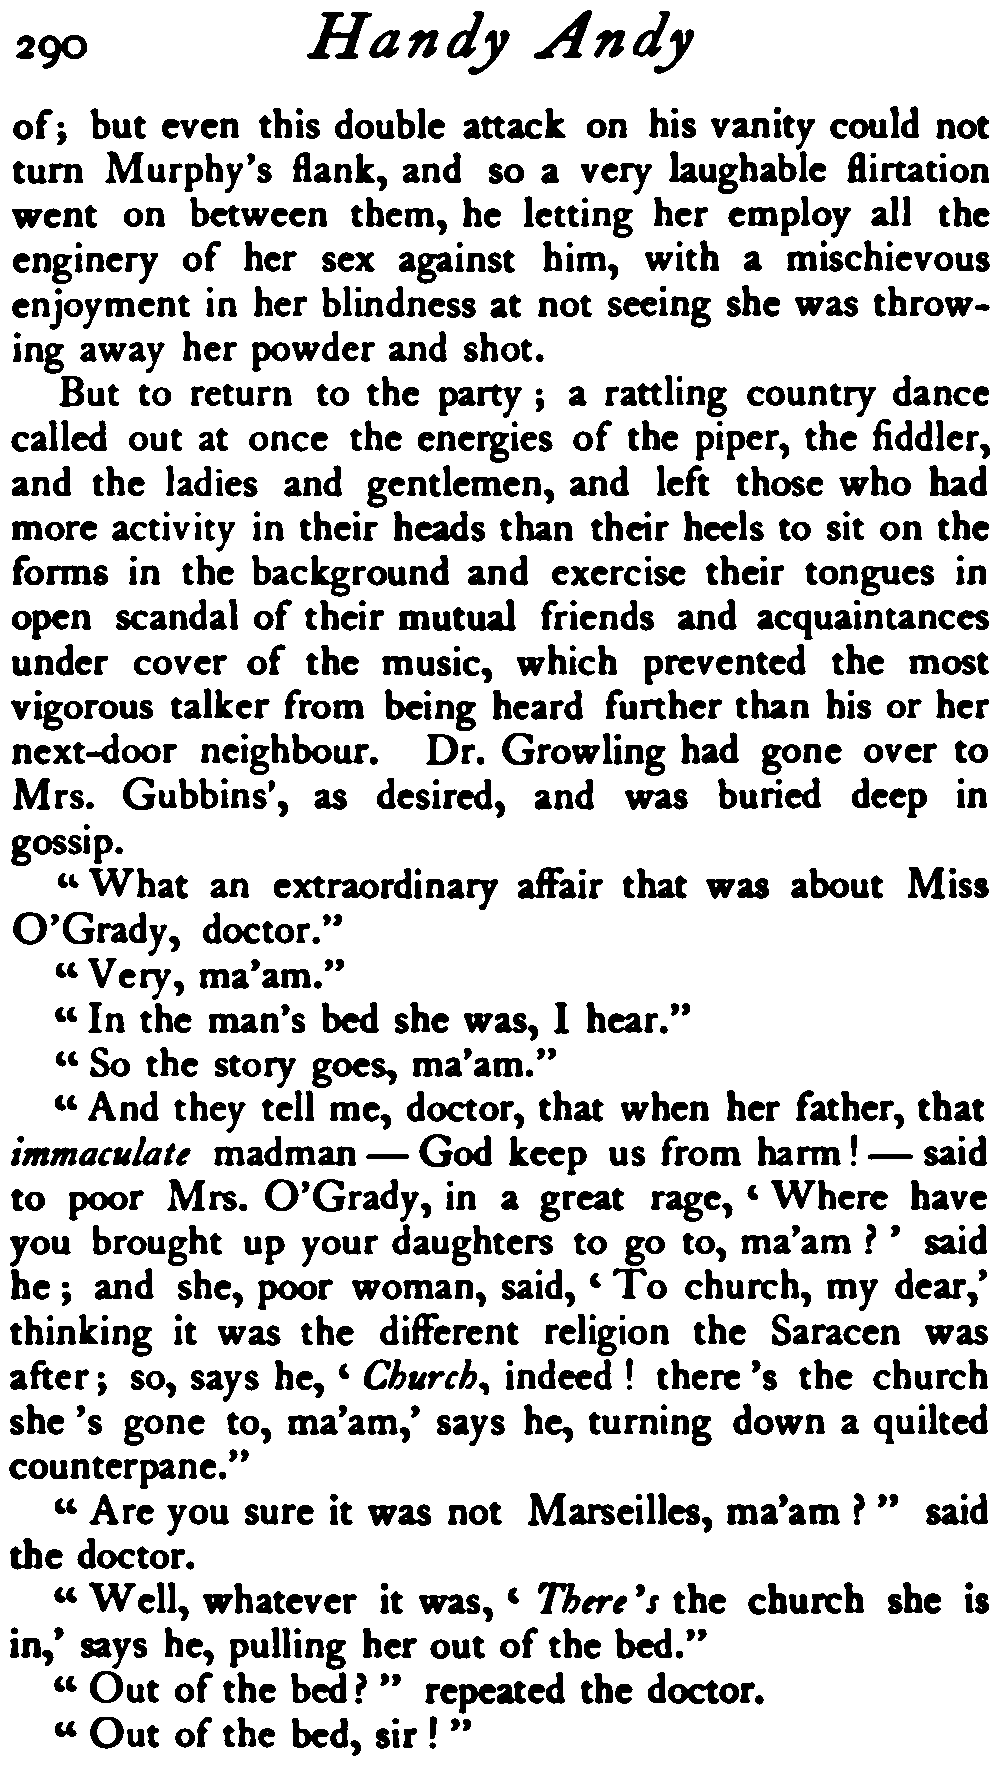 290 Handy Andy
of; but even this double attack on his vanity could not
turn Murphy's flank, and so a very laughable flirtation
went on between them, he letting her employ all the
enginery of her sex against him, with a mischievous
enjoyment in her blindness at not seeing she was throw-
ing away her powder and shot.
But to return to the party ; a rattling country dance
called out at once the energies of the piper, the fiddler,
and the ladies and gentlemen, and left those who had
more activity in their heads than their heels to sit on the
forms in the background and exercise their tongues in
open scandal of their mutual friends and acquaintances
under cover of the music, which prevented the most
vigorous talker from being heard further than his or her
next-door neighbour. Dr. Growling had gone over to
Mrs. Gubbins', as desired, and was buried deep in
gossip.
“ What an extraordinary affair that was about Miss
O'Grady, doctor.”
“ Very, ma'am.”
“ In the man's bed she was, I hear.”
“ So the story goes, ma'am.”
“ And they tell me, doctor, that when her father, that
immaculate madman — God keep us from harm ! — said
to poor Mrs. O'Grady, in a great rage, ‘ Where have
you brought up your daughters to go to, ma'am ? ’ said
he ; and she, poor woman, said, ‘ To church, my dear,’
thinking it was the different religion the Saracen was
after ; so, says he, ‘ Church, indeed ! there 's the church
she 's gone to, ma'am,’ says he, turning down a quilted
counterpane.”
“ Are you sure it was not Marseilles, ma'am ? ” said
the doctor.
“ Well, whatever it was, ‘ There 's the church she is
in,’ says he, pulling her out of the bed.”
“ Out of the bed ? ” repeated the doctor.
“ Out of the bed, sir ! ”